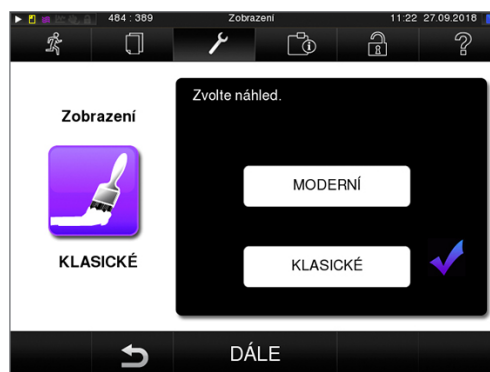 484 : 389 Zobrazení 11:22 27.09.2018
Zobrazení
KLASICKÉ
Zvolte náhled.
MODERNÍ
KLASICKÉ
DÁLE